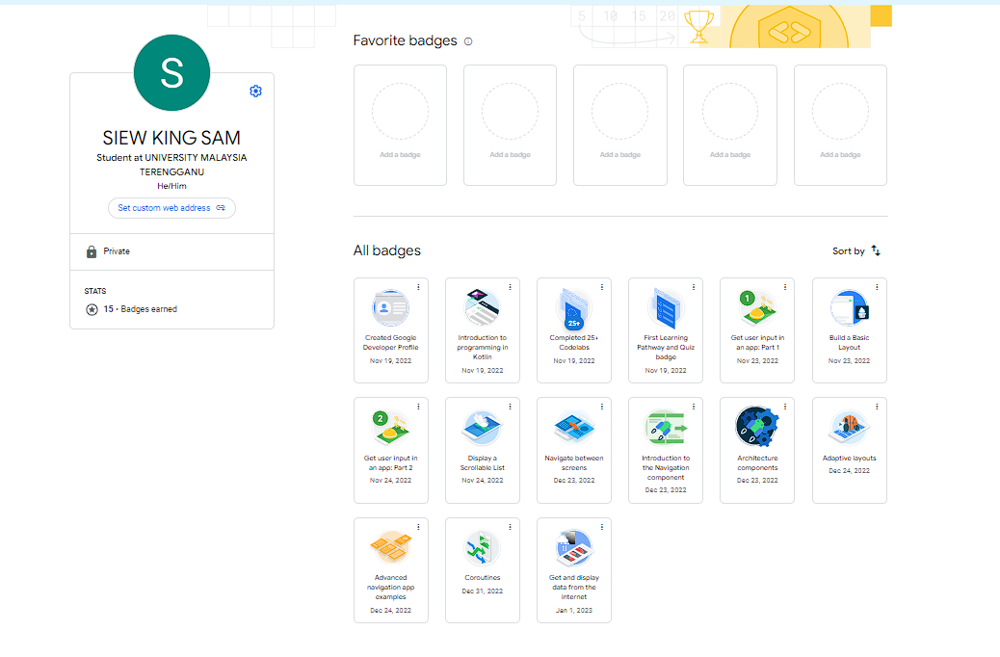 5 10 15 20
Favorite badges
S
SIEW KING SAM
Student at UNIVERSITY MALAYSIA
TERENGGANU
He/Him
Set custom web address
Private
STATS
15 • Badges earned
Add a badge
Add a badge
Add a badge
Add a badge
Add a badge
All badges
Sort by
Created Google
Developer Profile
Nov 19, 2022
Introduction to
programming in
Kotlin
Nov 19, 2022
25+
Completed 25+
Codelabs
Nov 19, 2022
First Learning
Pathway and Quiz
badge
Nov 19, 2022
1
Get user input in
an app: Part 1
Nov 23, 2022
Build a Basic
Layout
Nov 23, 2022
2
Get user input in
an app: Part 2
Nov 24, 2022
Display a
Scrollable List
Nov 24, 2022
Navigate between
screens
Dec 23, 2022
Introduction to
the Navigation
component
Dec 23, 2022
Architecture
components
Dec 23, 2022
Adaptive layouts
Dec 24, 2022
Advanced
navigation app
examples
Dec 24, 2022
Coroutines
Dec 31, 2022
Get and display
data from the
internet
Jan 1, 2023